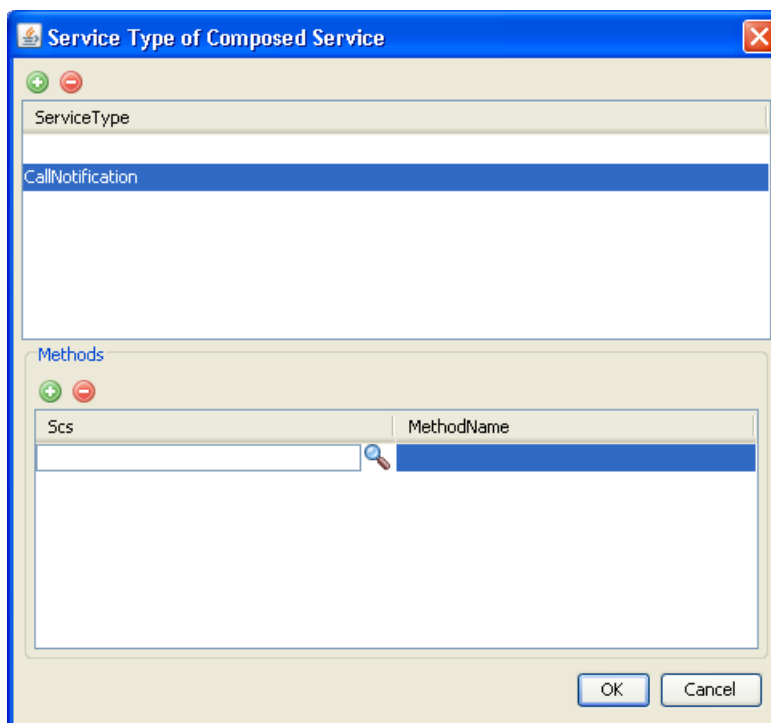 Service Type of Composed Service
ServiceType
CallNotification
Methods
Scs MethodName
OK Cancel